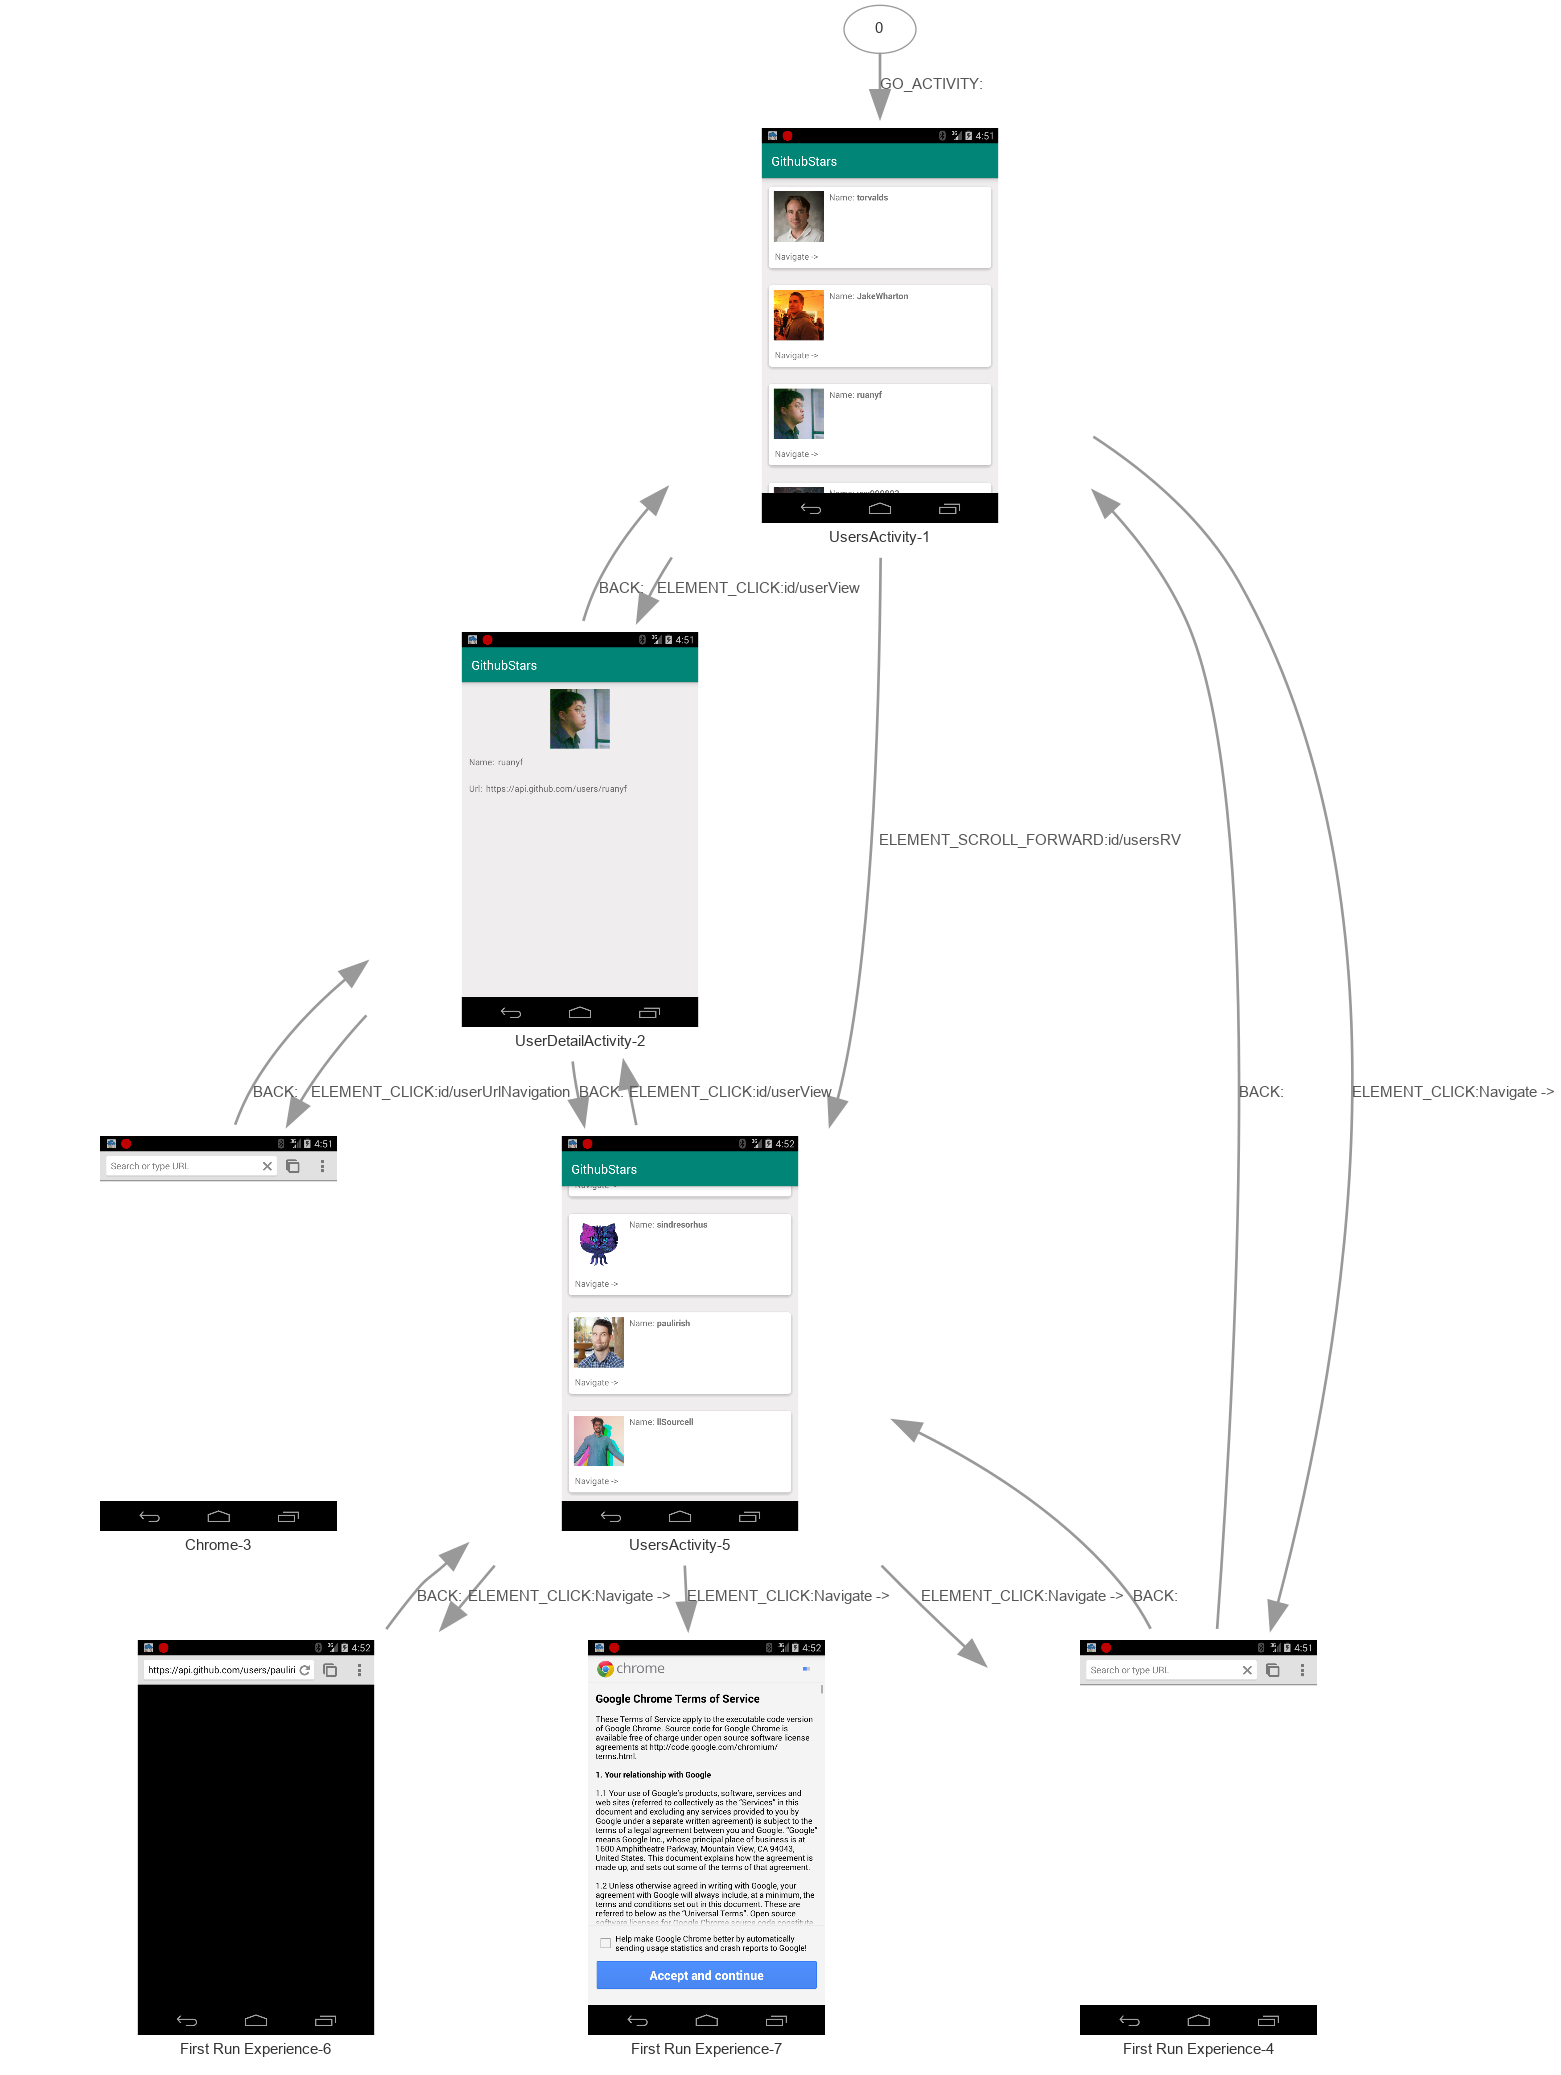 0
GO_ACTIVITY:
4:51
GithubStars
Name: torvalds
Navigate ->
Name: JakeWharton
Navigate ->
Name: ruanyf
Navigate ->
UsersActivity-1
BACK:
ELEMENT_CLICK:id/userView
4:51
GithubStars
Name: ruanyf
Url: https://api.github.com/users/ruanyf
UserDetailActivity-2
ELEMENT_SCROLL_FORWARD:id/usersRV
BACK:
ELEMENT_CLICK:id/userUrlNavigation
BACK:
ELEMENT_CLICK:id/userView
BACK:
ELEMENT_CLICK:Navigate ->
4:51
Search or type URL
Chrome-3
4:52
GithubStars
Name: sindresorhus
Navigate ->
Name: paulirish
Navigate ->
Name: llSourcell
Navigate ->
UsersActivity-5
BACK:
ELEMENT_CLICK:Navigate ->
ELEMENT_CLICK:Navigate ->
ELEMENT_CLICK:Navigate ->
BACK:
4:52
https://api.github.com/users/pauliri
First Run Experience-6
4:52
chrome
Google Chrome Terms of Service
These Terms of Service apply to the executable code version
of Google Chrome. Source code for Google Chrome is
available free of charge under open source software license
agreements at http://code.google.com/chromium/
terms.html.
1. Your relationship with Google
1.1 Your use of Google's products, software, services and
web sites (referred to collectively as the "Services" in this
document and excluding any services provided to you by
Google under a separate written agreement) is subject to the
terms of a legal agreement between you and Google. "Google"
means Google Inc., whose principal place of business is at
1600 Amphitheatre Parkway, Mountain View, CA 94043,
United States. This document explains how the agreement is
made up, and sets out some of the terms of that agreement.
1.2 Unless otherwise agreed in writing with Google, your
agreement with Google will always include, at a minimum, the
terms and conditions set out in this document. These are
referred to below as the "Universal Terms". Open source
software licenses for Google Chrome source code constitute
Help make Google Chrome better by automatically
sending usage statistics and crash reports to Google!
Accept and continue
First Run Experience-7
4:51
Search or type URL
First Run Experience-4